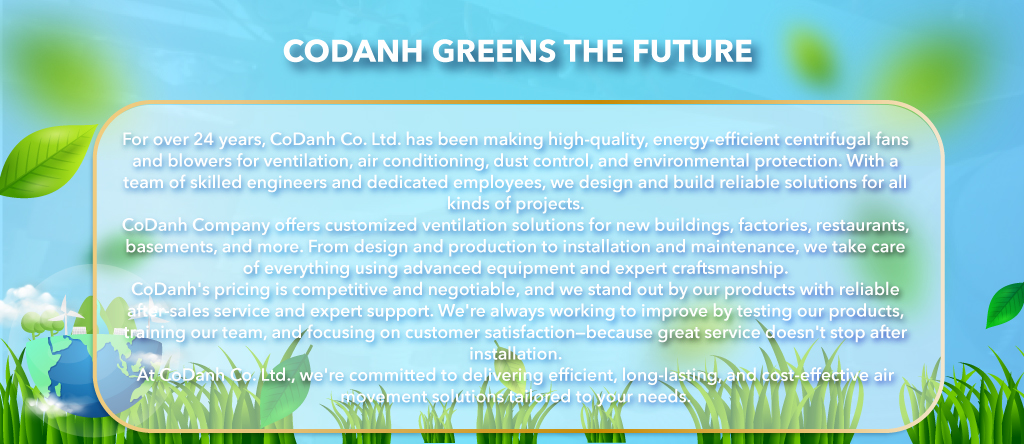 CODANH GREENS THE FUTURE
For over 24 years, CoDanh Co. Ltd. has been making high-quality, energy-efficient centrifugal fans
and blowers for ventilation, air conditioning, dust control, and environmental protection. With a
team of skilled engineers and dedicated employees, we design and build reliable solutions for all
kinds of projects.
CoDanh Company offers customized ventilation solutions for new buildings, factories, restaurants,
basements, and more. From design and production to installation and maintenance, we take care
of everything using advanced equipment and expert craftsmanship.
CoDanh's pricing is competitive and negotiable, and we stand out by our products with reliable
after-sales service and expert support. We're always working to improve by testing our products,
training our team, and focusing on customer satisfaction—because great service doesn't stop after
installation.
At CoDanh Co. Ltd., we're committed to delivering efficient, long-lasting, and cost-effective air
movement solutions tailored to your needs.